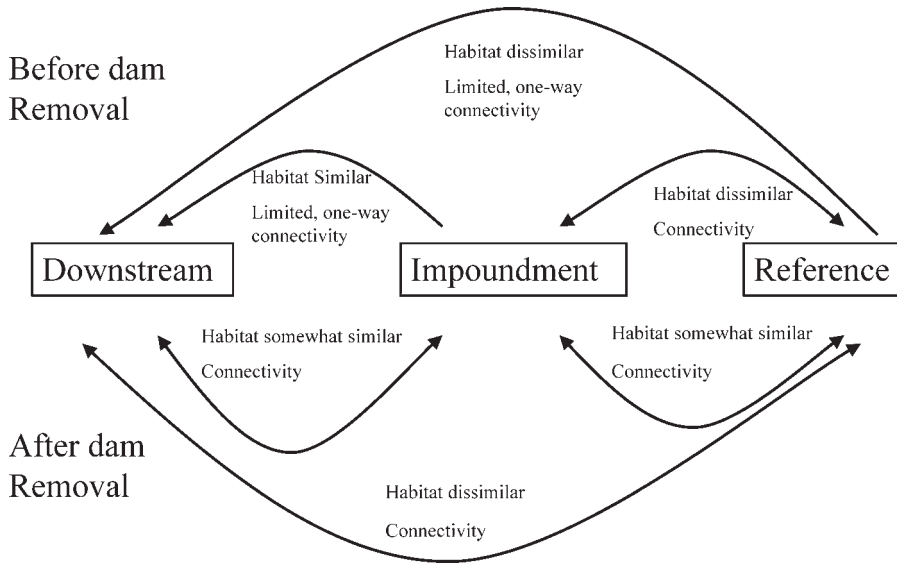 Before dam
Removal
Habitat dissimilar
Limited, one-way
connectivity
Habitat Similar
Limited, one-way
connectivity
Habitat dissimilar
Connectivity
Downstream
Impoundment
Reference
Habitat somewhat similar
Connectivity
Habitat somewhat similar
Connectivity
After dam
Removal
Habitat dissimilar
Connectivity